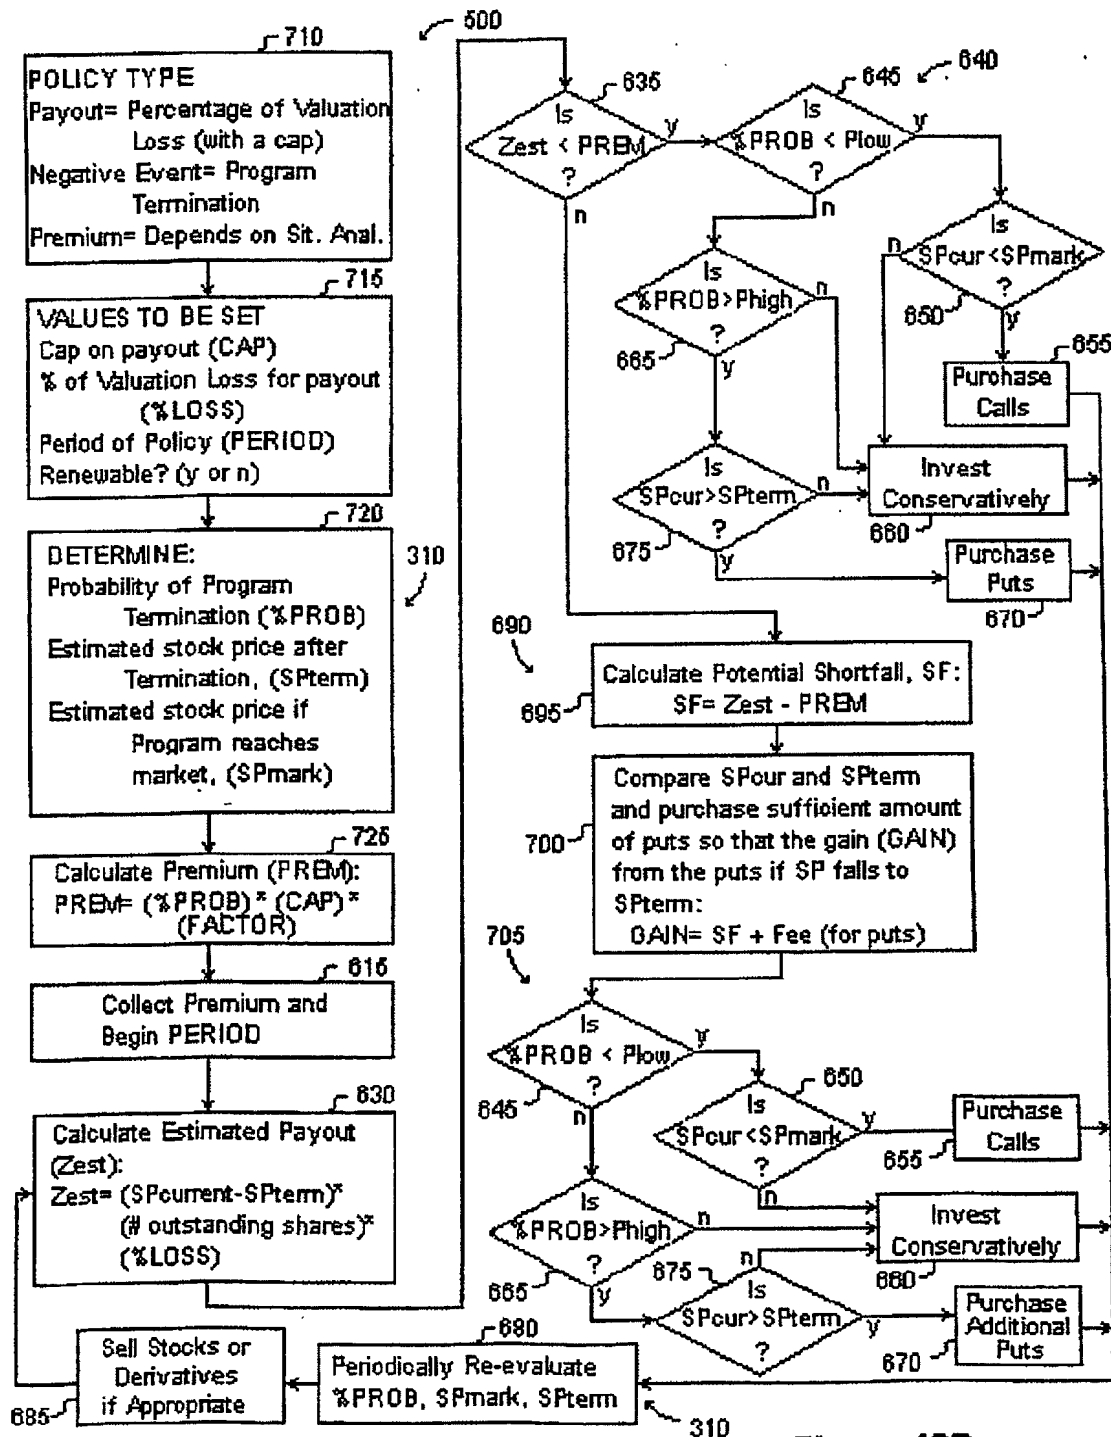 500
710
POLICY TYPE
Payout= Percentage of Valuation
Loss (with a cap)
Negative Event= Program
Termination
Premium= Depends on Sit. Anal.
715
VALUES TO BE SET
Cap on payout (CAP)
% of Valuation Loss for payout
(%LOSS)
Period of Policy (PERIOD)
Renewable? (y or n)
720
DETERMINE:
Probability of Program
Termination (%PROB)
Estimated stock price after
Termination, (SPterm)
Estimated stock price if
Program reaches
market, (SPmark)
310
725
Calculate Premium (PREM):
PREM= (%PROB)* (CAP)*
(FACTOR)
615
Collect Premium and
Begin PERIOD
630
Calculate Estimated Payout
(Zest):
Zest= (SPcurrent-SPterm)*
(# outstanding shares)*
(%LOSS)
635
Is
Zest < PREM
?
y
n
640
645
Is
%PROB < Plow
?
y
n
Is
SPcur <SPmark
?
n
650
y
655
Purchase
Calls
Is
%PROB>Phigh
?
n
665
y
Is
SPcur>SPterm
?
n
675
y
Invest
Conservatively
660
Purchase
Puts
670
690
Calculate Potential Shortfall, SF:
SF= Zest - PREM
695
Compare SPcur and SPterm
and purchase sufficient amount
of puts so that the gain (GAIN)
from the puts if SP falls to
SPterm:
GAIN= SF + Fee (for puts)
700
705
Is
%PROB < Plow
?
y
645
n
650
Is
SPcur<SPmark
?
y
n
Purchase
Calls
655
Is
%PROB>Phigh
?
n
665
y
Invest
Conservatively
660
675
n
Is
SPcur>SPterm
?
y
Purchase
Additional
Puts
670
680
Periodically Re-evaluate
%PROB, SPmark, SPterm
310
Sell Stocks or
Derivatives
if Appropriate
685